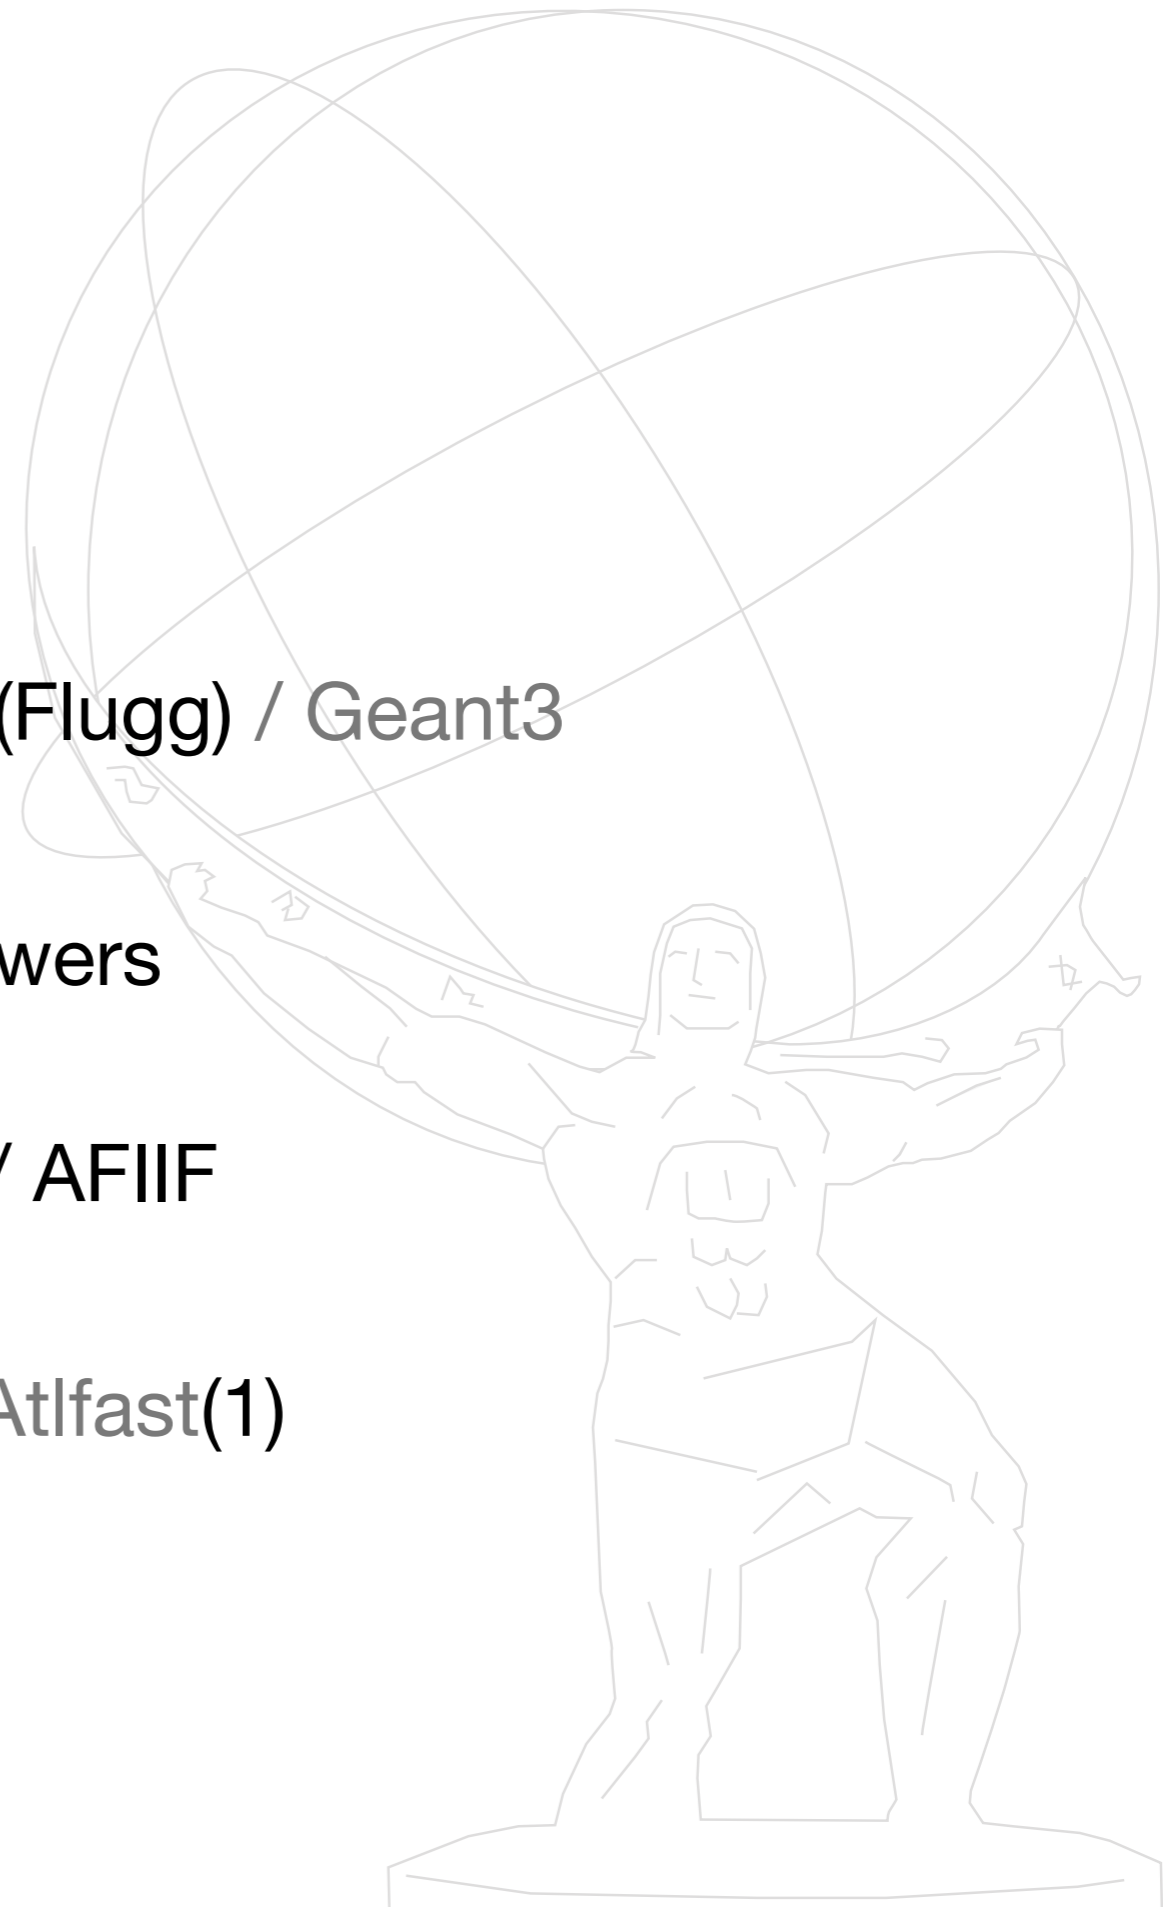 (Flugg) / Geant3
wers
/ AFIIF
Atlfast(1)